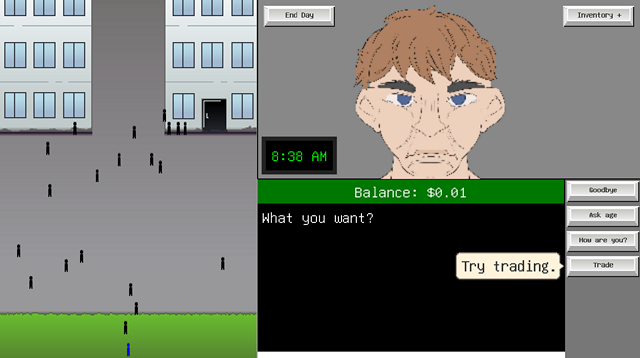 End Day
Inventory +
8:38 AM
Balance: $0.01
What you want?
Try trading.
Goodbye
Ask age
How are you?
Trade